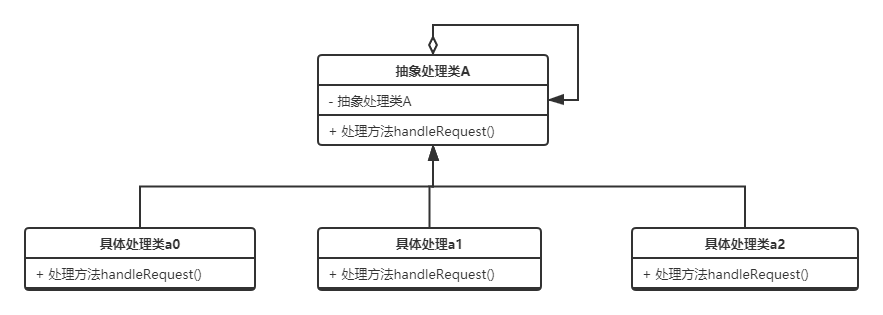 抽象处理类A
- 抽象处理类A
+ 处理方法handleRequest()
具体处理类a0
具体处理a1
具体处理类a2
+ 处理方法handleRequest()
+ 处理方法handleRequest()
+ 处理方法handleRequest()